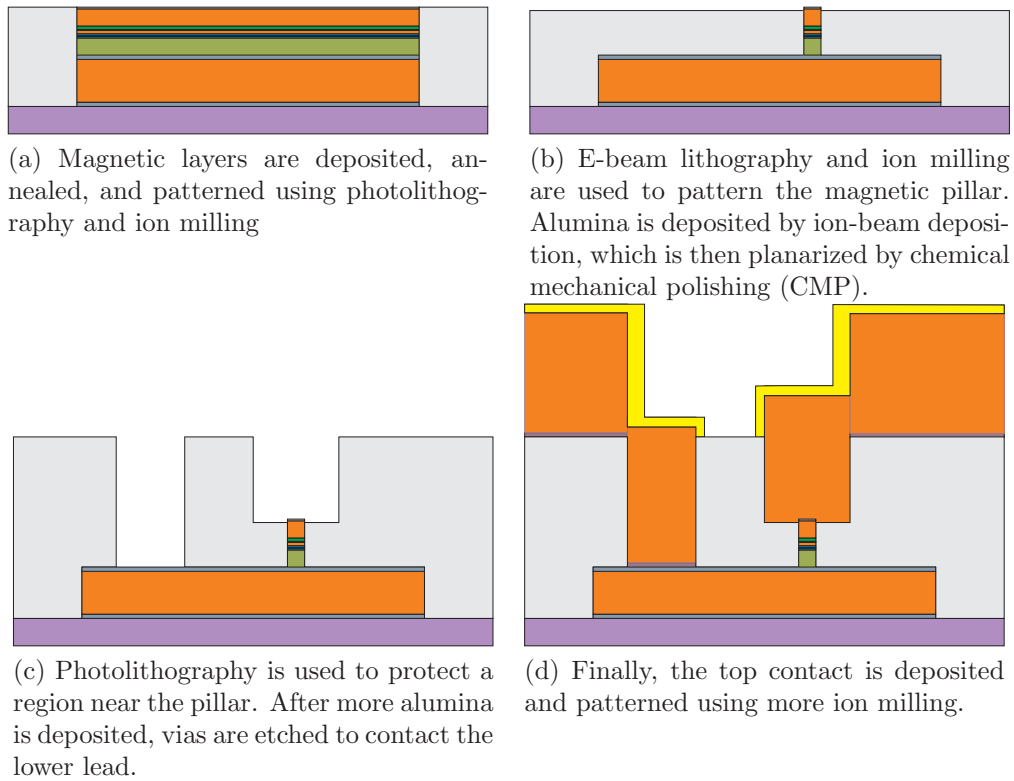 (a) Magnetic layers are deposited, an-
nealed, and patterned using photolithog-
raphy and ion milling
(b) E-beam lithography and ion milling
are used to pattern the magnetic pillar.
Alumina is deposited by ion-beam deposi-
tion, which is then planarized by chemical
mechanical polishing (CMP).
(c) Photolithography is used to protect a
region near the pillar. After more alumina
is deposited, vias are etched to contact the
lower lead.
(d) Finally, the top contact is deposited
and patterned using more ion milling.